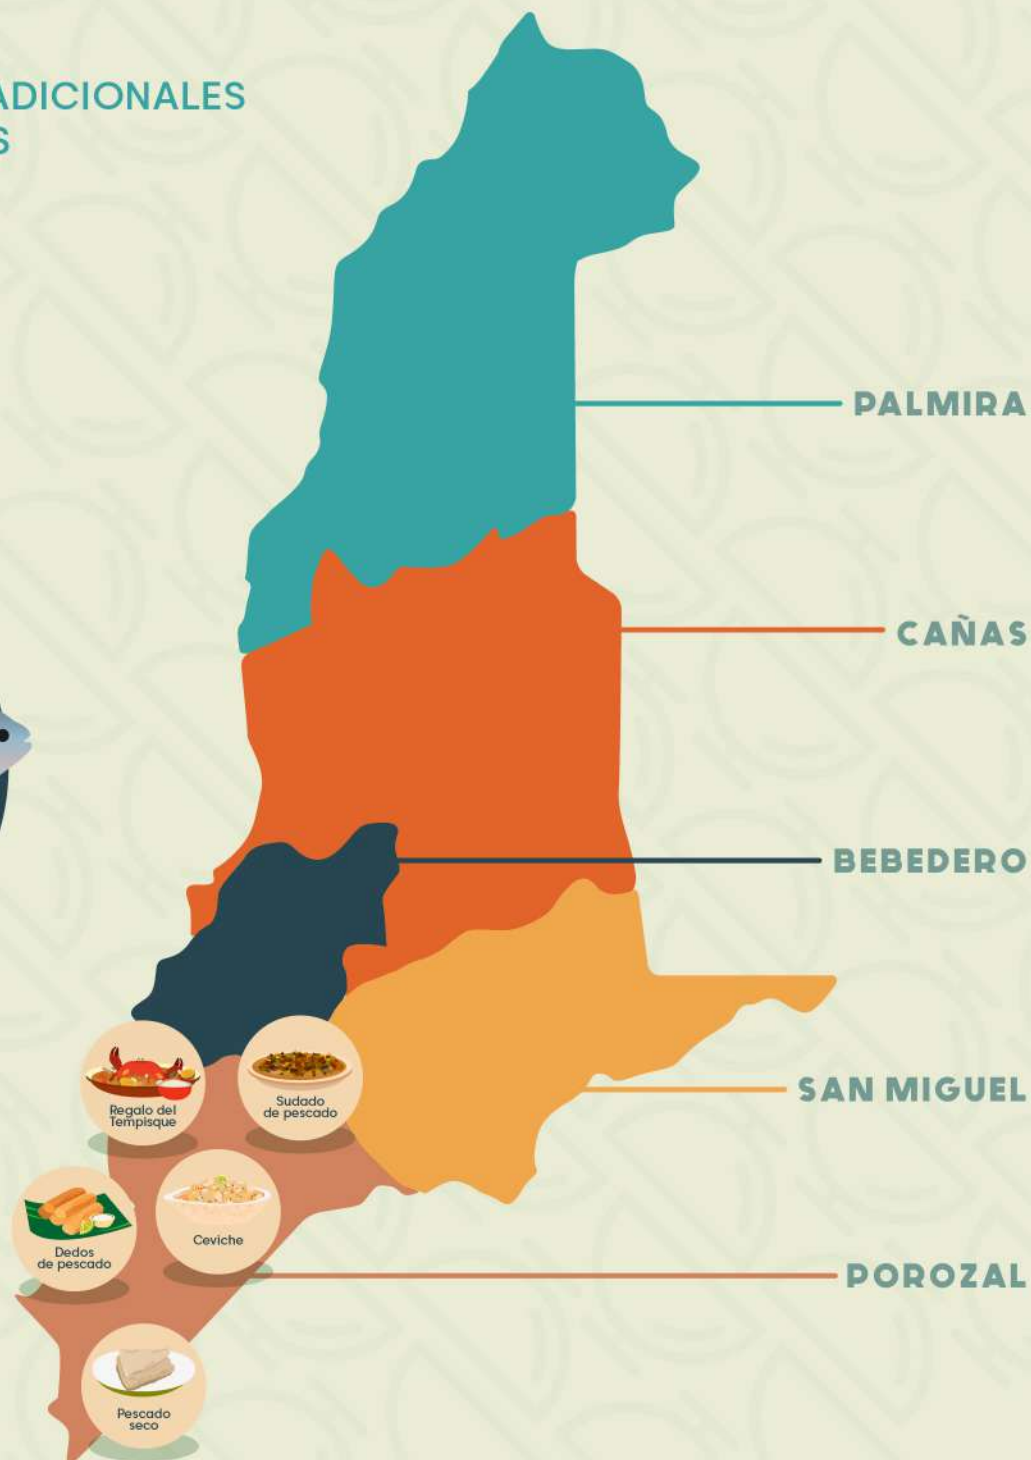 ADICIONALES
S
PALMIRA
CAÑAS
BEBEDERO
Regalo del
Tempisque
Sudado
de pescado
SAN MIGUEL
Dedos
de pescado
Ceviche
POROZAL
Pescado
seco